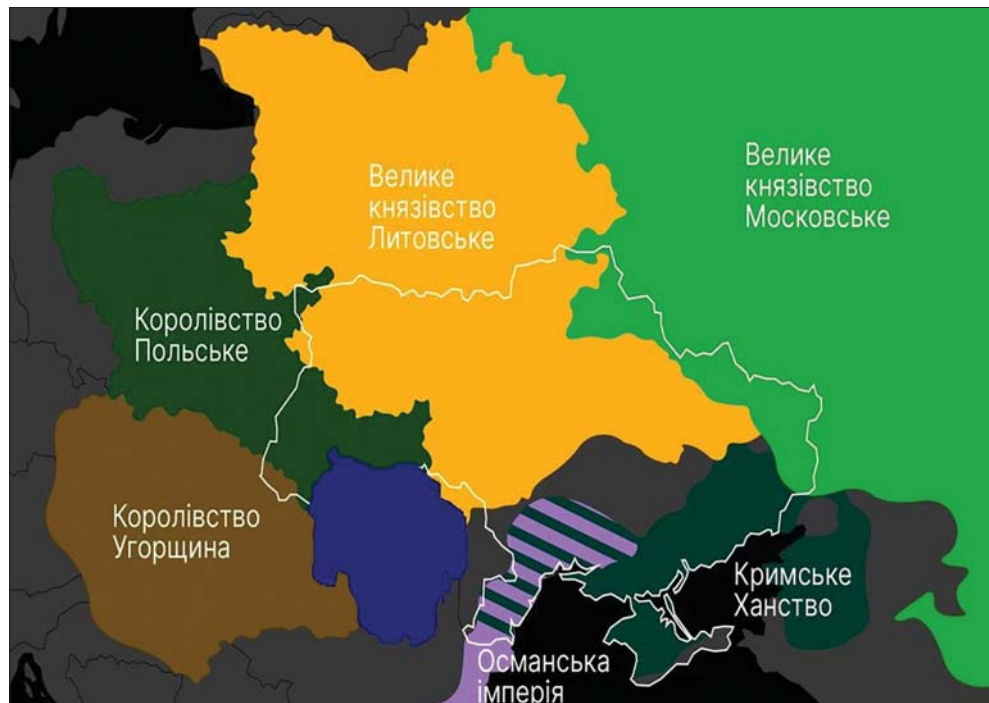 Велике
князівство
Литовське
Велике
князівство
Московське
Королівство
Польське
Королівство
Угорщина
Кримське
Ханство
Османська
імперія